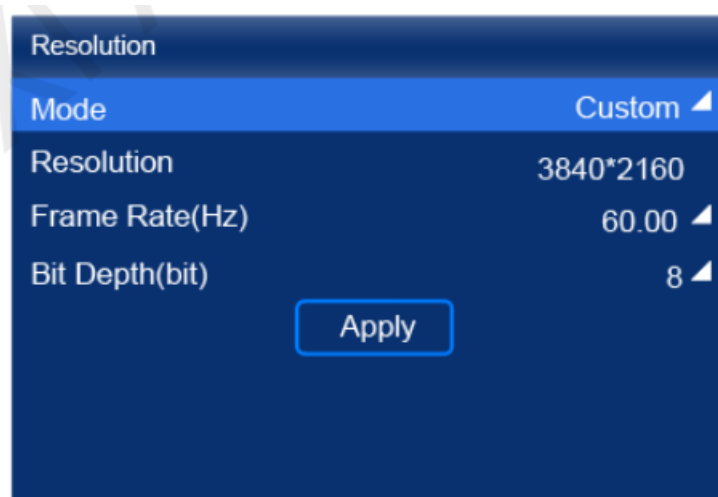 Resolution
Mode Custom
Resolution 3840*2160
Frame Rate(Hz) 60.00
Bit Depth(bit) 8
Apply